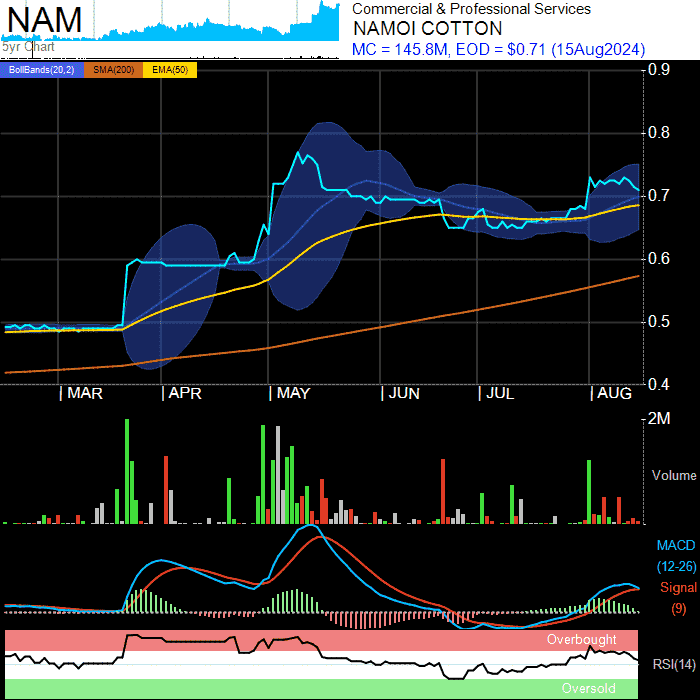 NAM
5yr Chart
Commercial & Professional Services
NAMOI COTTON
MC = 145.8M, EOD = $0.71 (15Aug2024)
BollBands(20,2) SMA(200) EMA(50)
0.9
0.8
0.7
0.6
0.5
0.4
MAR APR MAY JUN JUL AUG
2M
Volume
MACD
(12-26)
Signal
(9)
Overbought
RSI(14)
Oversold